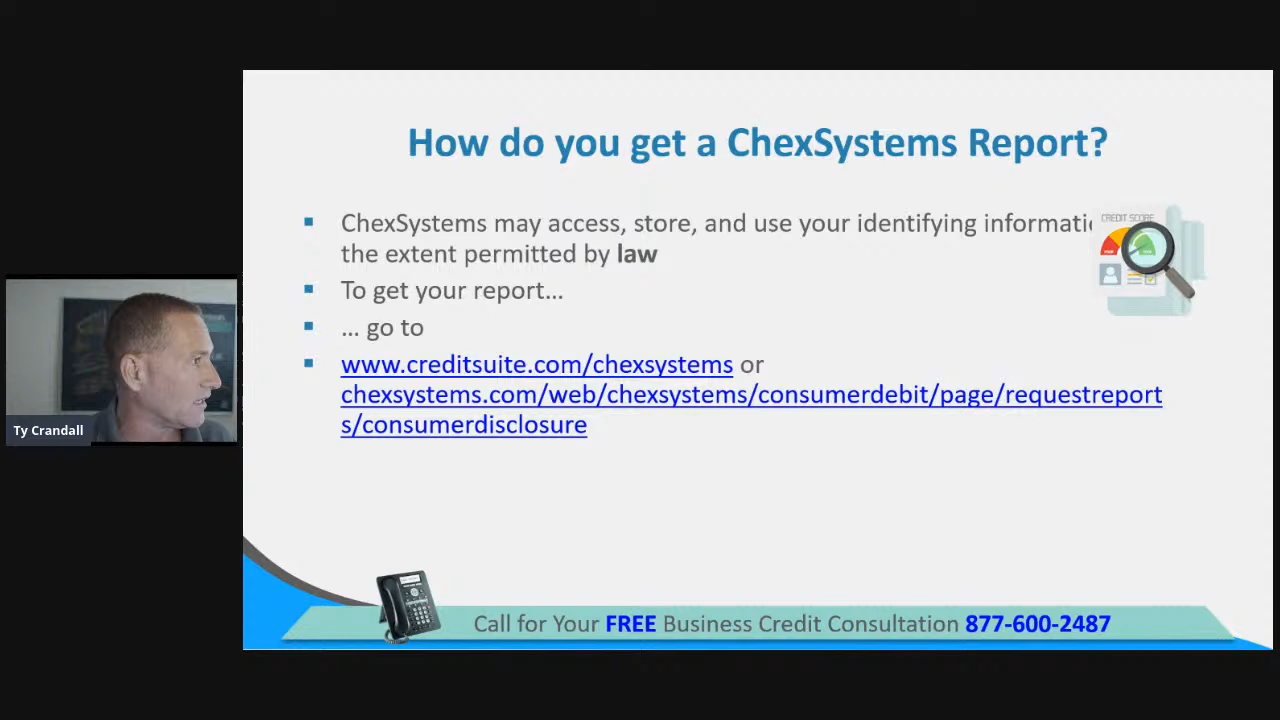 How do you get a ChexSystems Report?
ChexSystems may access, store, and use your identifying informati
the extent permitted by law
CREDIT SCORE
To get your report...
... go to
www.creditsuite.com/chexsystems or
chexsystems.com/web/chexsystems/consumerdebit/page/requestreport
s/consumerdisclosure
Ty Crandall
Call for Your FREE Business Credit Consultation 877-600-2487